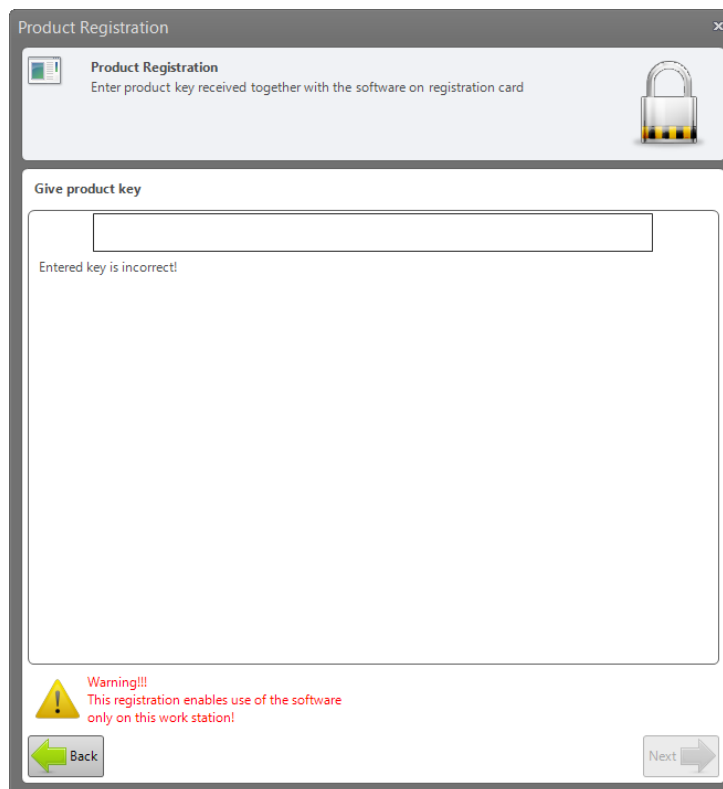 Product Registration
Product Registration
Enter product key received together with the software on registration card
Give product key
Entered key is incorrect!
Warning!!!
This registration enables use of the software
only on this work station!
Back
Next